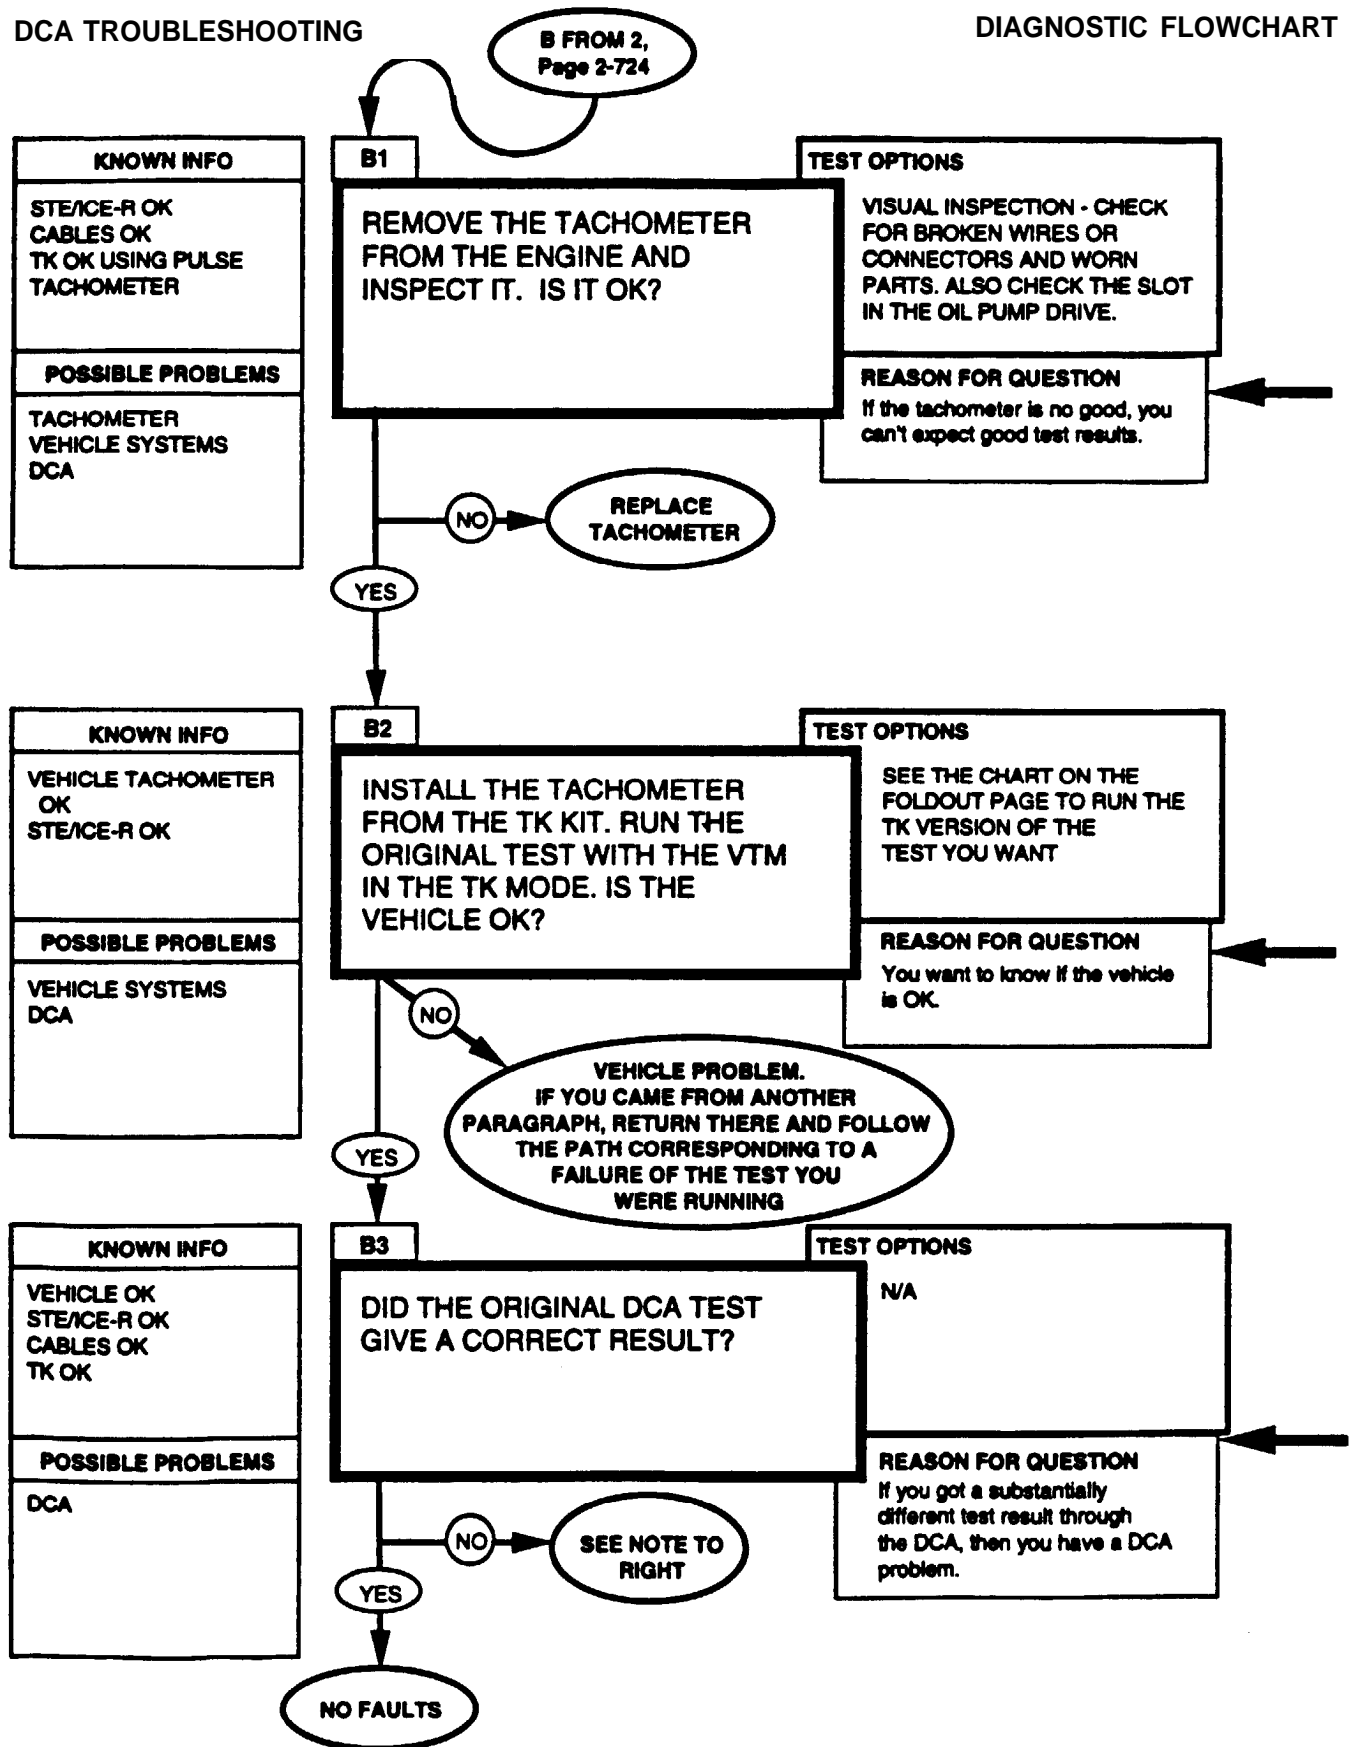 DCA TROUBLESHOOTING
DIAGNOSTIC FLOWCHART
B FROM 2,
Page 2-724
KNOWN INFO
STE/ICE-R OK
CABLES OK
TK OK USING PULSE
TACHOMETER
POSSIBLE PROBLEMS
TACHOMETER
VEHICLE SYSTEMS
DCA
B1
REMOVE THE TACHOMETER
FROM THE ENGINE AND
INSPECT IT. IS IT OK?
TEST OPTIONS
VISUAL INSPECTION - CHECK
FOR BROKEN WIRES OR
CONNECTORS AND WORN
PARTS. ALSO CHECK THE SLOT
IN THE OIL PUMP DRIVE.
REASON FOR QUESTION
If the tachometer is no good, you
can't expect good test results.
NO
REPLACE
TACHOMETER
YES
KNOWN INFO
VEHICLE TACHOMETER
OK
STE/ICE-R OK
POSSIBLE PROBLEMS
VEHICLE SYSTEMS
DCA
B2
INSTALL THE TACHOMETER
FROM THE TK KIT. RUN THE
ORIGINAL TEST WITH THE VTM
IN THE TK MODE. IS THE
VEHICLE OK?
TEST OPTIONS
SEE THE CHART ON THE
FOLDOUT PAGE TO RUN THE
TK VERSION OF THE
TEST YOU WANT
REASON FOR QUESTION
You want to know if the vehicle
is OK.
NO
VEHICLE PROBLEM.
IF YOU CAME FROM ANOTHER
PARAGRAPH, RETURN THERE AND FOLLOW
THE PATH CORRESPONDING TO A
FAILURE OF THE TEST YOU
WERE RUNNING
YES
KNOWN INFO
VEHICLE OK
STE/ICE-R OK
CABLES OK
TK OK
POSSIBLE PROBLEMS
DCA
B3
DID THE ORIGINAL DCA TEST
GIVE A CORRECT RESULT?
TEST OPTIONS
N/A
REASON FOR QUESTION
If you got a substantially
different test result through
the DCA, then you have a DCA
problem.
NO
SEE NOTE TO
RIGHT
YES
NO FAULTS